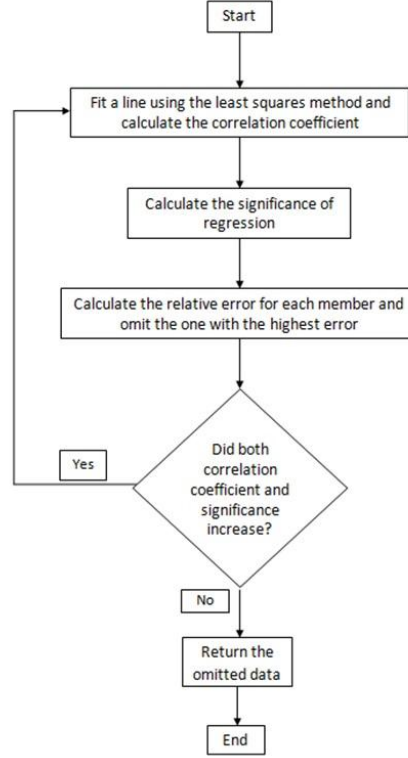 Start
Fit a line using the least squares method and
calculate the correlation coefficient
Calculate the significance of
regression
Calculate the relative error for each member and
omit the one with the highest error
Did both
correlation
coefficient and
significance
increase?
Yes
No
Return the
omitted data
End